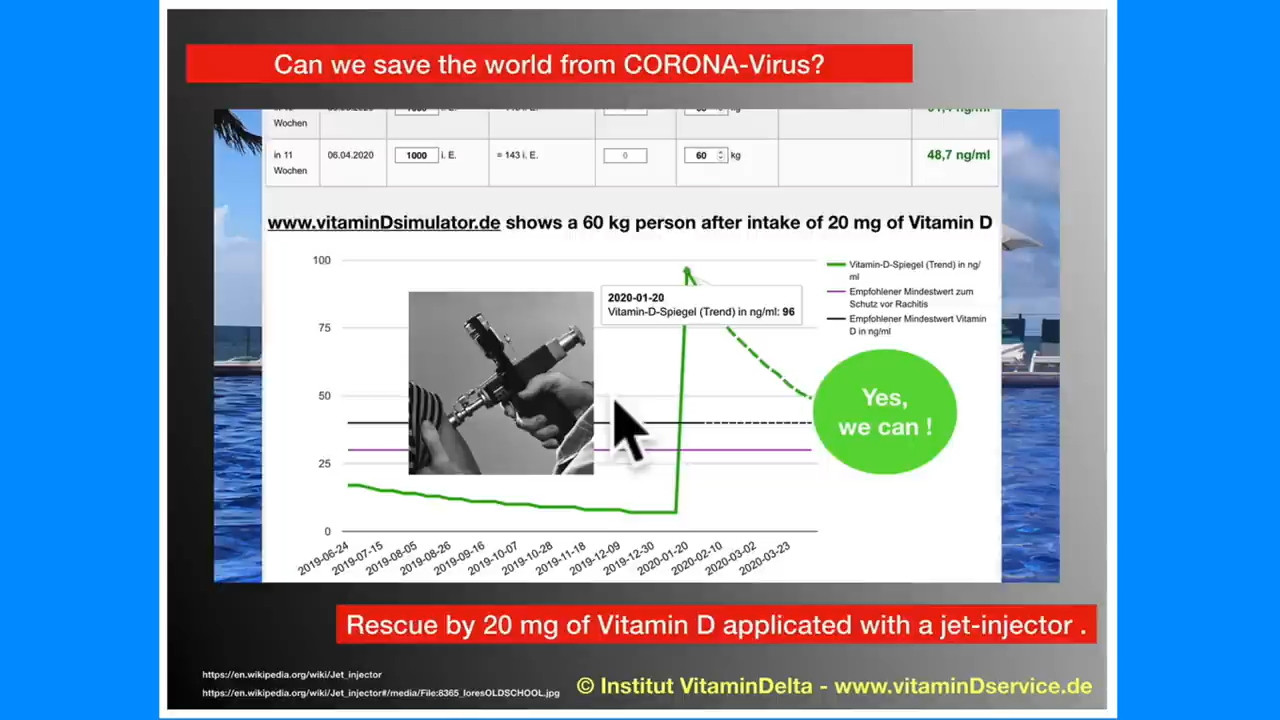 Can we save the world from CORONA-Virus?
Wochen
in 11 06.04.2020 1000 i. E. = 143 i. E. 0 60 kg 48,7 ng/ml
Wochen
www.vitaminDsimulator.de shows a 60 kg person after intake of 20 mg of Vitamin D
100
75
50
25
0
2020-01-20
Vitamin-D-Spiegel (Trend) in ng/ml: 96
Vitamin-D-Spiegel (Trend) in ng/
ml
Empfohlener Mindestwert zum
Schutz vor Rachitis
Empfohlener Mindestwert Vitamin
D in ng/ml
Yes,
we can !
2019-06-24
2019-07-15
2019-08-05
2019-08-26
2019-09-16
2019-10-07
2019-10-28
2019-11-18
2019-12-09
2019-12-30
2020-01-20
2020-02-10
2020-03-02
2020-03-23
Rescue by 20 mg of Vitamin D applicated with a jet-injector .
https://en.wikipedia.org/wiki/Jet_injector
https://en.wikipedia.org/wiki/Jet_injector#/media/File:8365_loresOLDSCHOOL.jpg
© Institut VitaminDelta - www.vitaminDservice.de